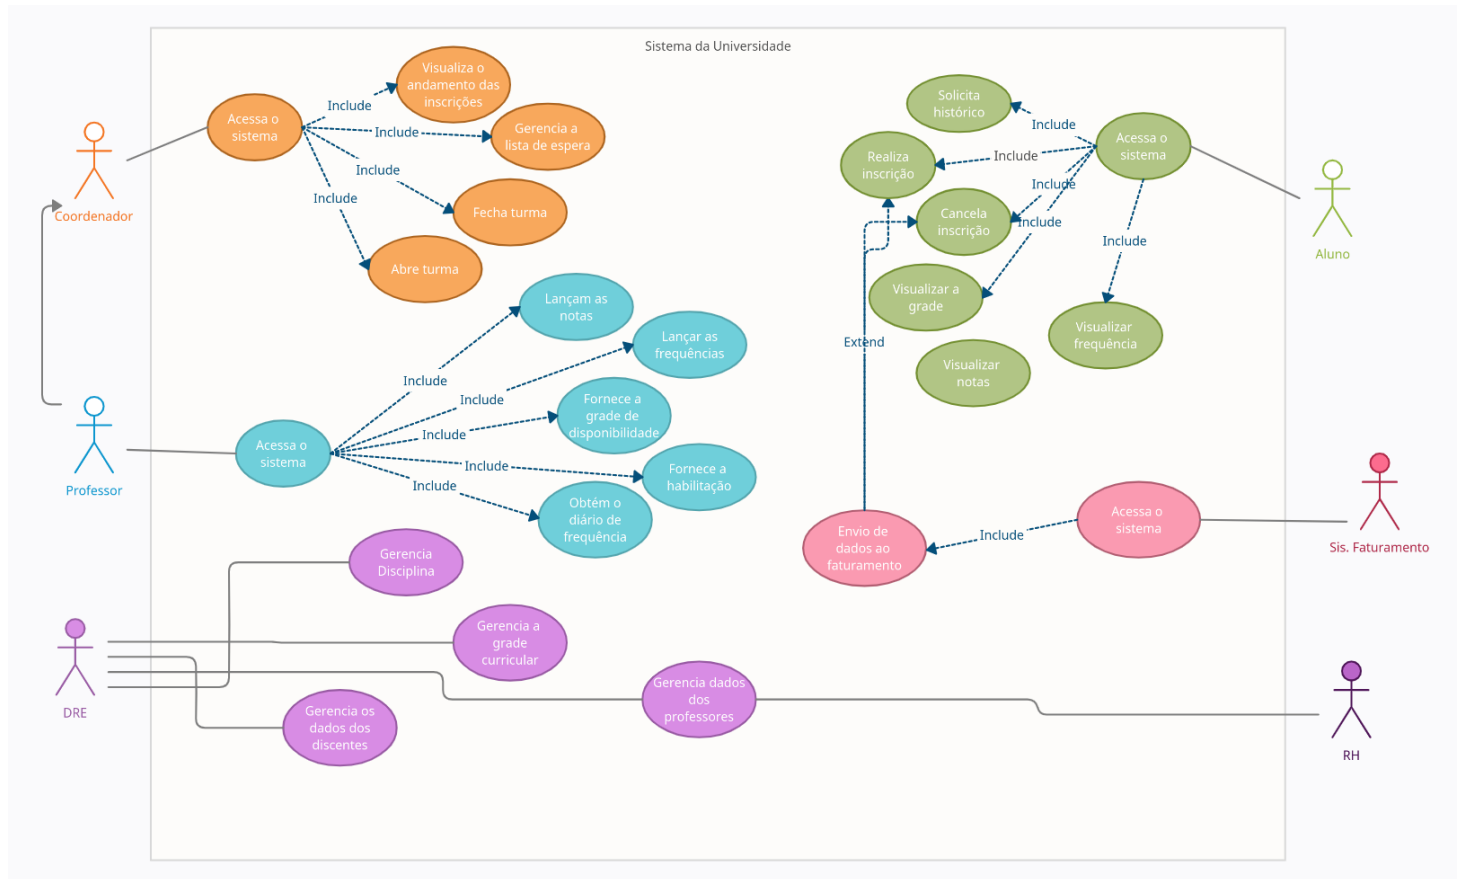 Sistema da Universidade
Visualiza o
andamento das
inscrições
Acessa o
sistema
Include
Include
Gerencia a
lista de espera
Include
Include
Fecha turma
Abre turma
Coordenador
Solicita
histórico
Include
Acessa o
sistema
Realiza
inscrição
Include
Include
Cancela
inscrição
Include
Include
Aluno
Visualizar a
grade
Visualizar
frequência
Extend
Visualizar
notas
Lançam as
notas
Lançar as
frequências
Include
Include
Fornece a
grade de
disponibilidade
Include
Acessa o
sistema
Include
Fornece a
habilitação
Include
Obtém o
diário de
frequência
Professor
Envio de
dados ao
faturamento
Include
Acessa o
sistema
Sis. Faturamento
Gerencia
Disciplina
Gerencia a
grade
curricular
DRE
Gerencia os
dados dos
discentes
Gerencia dados
dos
professores
RH